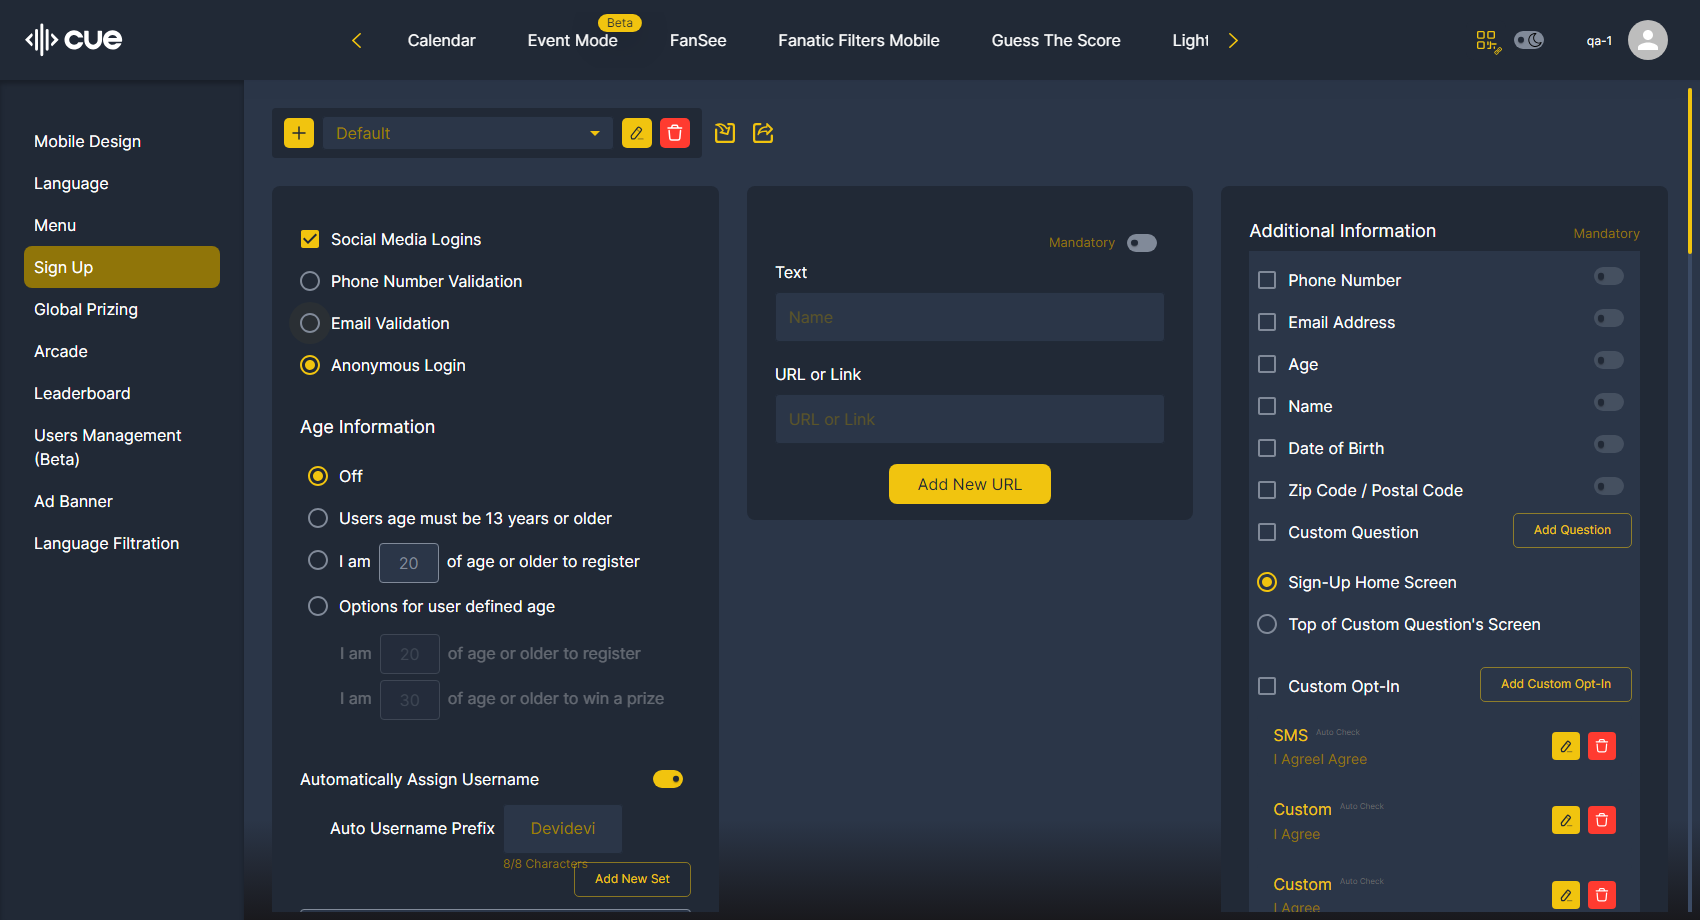 cue
Calendar
Event Mode
Beta
FanSee
Fanatic Filters Mobile
Guess The Score
Light
qa-1
Mobile Design
Language
Menu
Sign Up
Global Prizing
Arcade
Leaderboard
Users Management
(Beta)
Ad Banner
Language Filtration
Default
Social Media Logins
Phone Number Validation
Email Validation
Anonymous Login
Age Information
Off
Users age must be 13 years or older
I am 20 of age or older to register
Options for user defined age
I am 20 of age or older to register
I am 30 of age or older to win a prize
Automatically Assign Username
Auto Username Prefix Devidevi
8/8 Characters
Add New Set
Mandatory
Text
Name
URL or Link
URL or Link
Add New URL
Additional Information Mandatory
Phone Number
Email Address
Age
Name
Date of Birth
Zip Code / Postal Code
Custom Question Add Question
Sign-Up Home Screen
Top of Custom Question's Screen
Custom Opt-In Add Custom Opt-In
SMS Auto Check
I AgreeI Agree
Custom Auto Check
I Agree
Custom Auto Check
I Agree